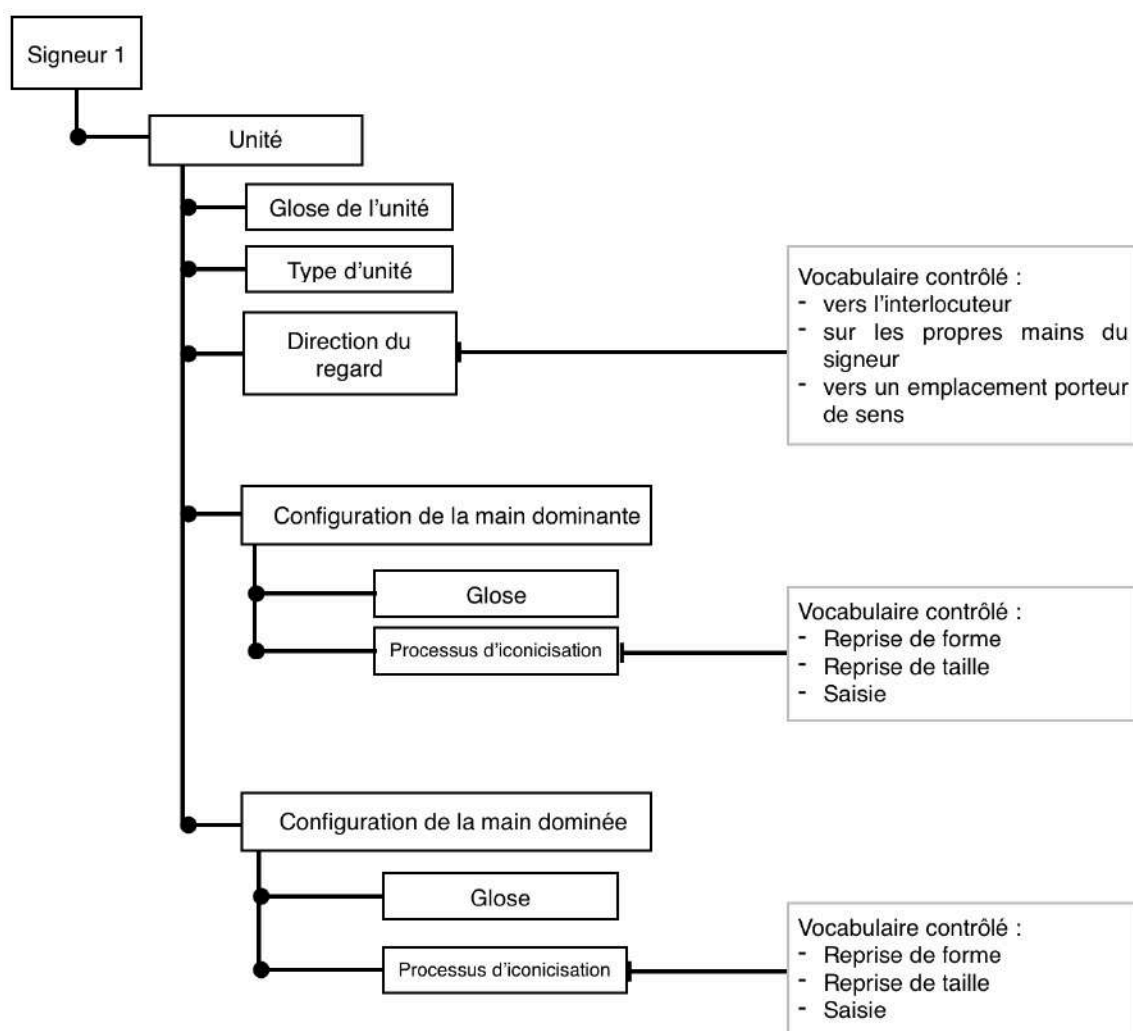 Signeur 1
Unité
Glose de l'unité
Type d'unité
Direction du
regard
Vocabulaire contrôlé :
- vers l'interlocuteur
- sur les propres mains du
signeur
- vers un emplacement porteur
de sens
Configuration de la main dominante
Glose
Processus d'iconicisation
Vocabulaire contrôlé :
- Reprise de forme
- Reprise de taille
- Saisie
Configuration de la main dominée
Glose
Processus d'iconicisation
Vocabulaire contrôlé :
- Reprise de forme
- Reprise de taille
- Saisie